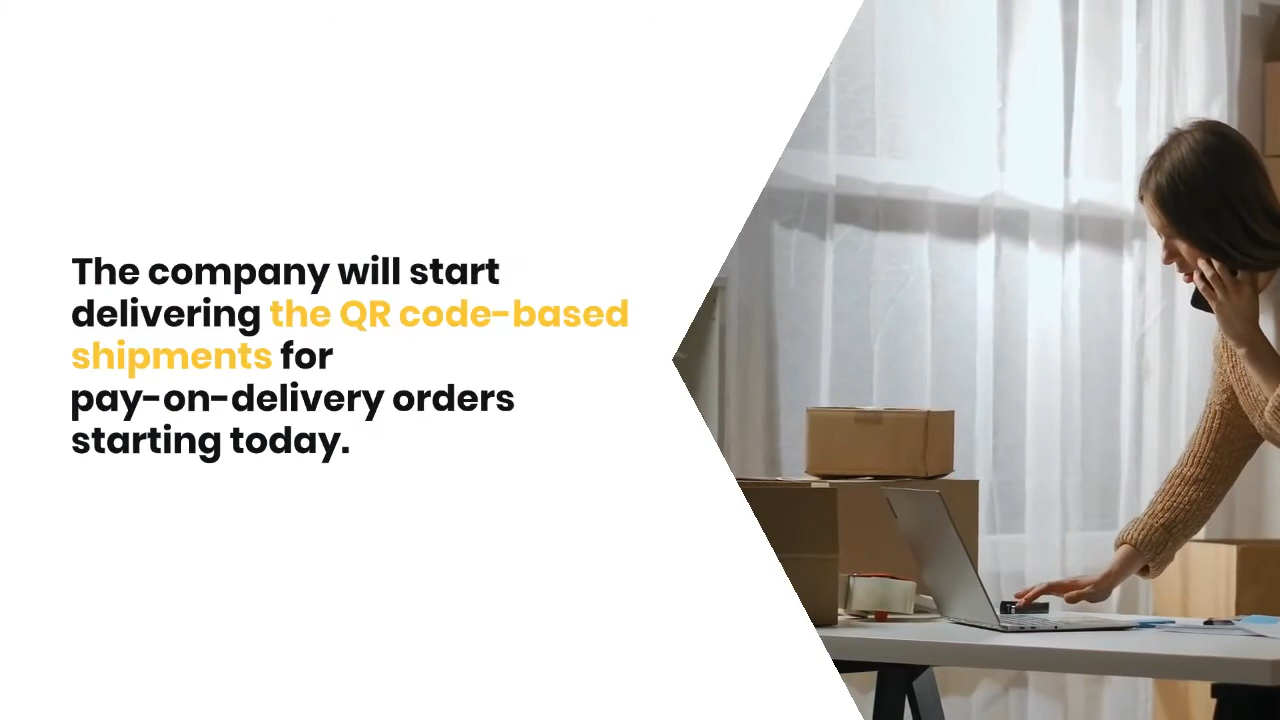 The company will start
delivering the QR code-based
shipments for
pay-on-delivery orders
starting today.